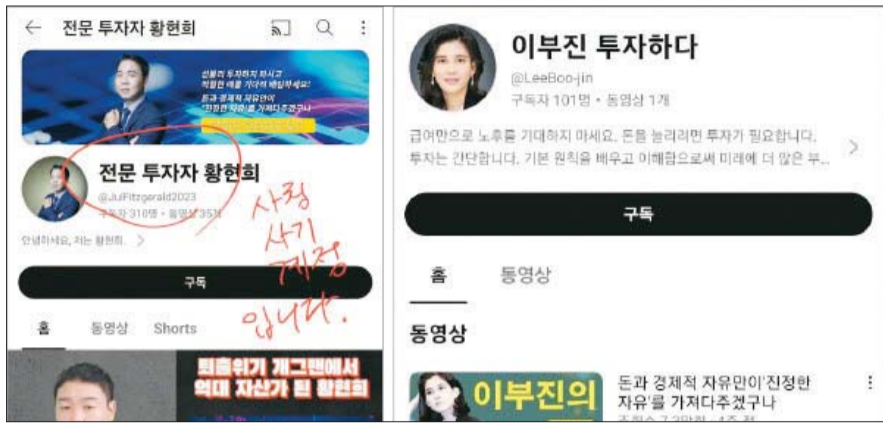 전문 투자자 황현희
전문 투자자 황현희
@JuiFitzgerald2023
구독자 310명 • 동영상 35개
안녕하세요, 저는 황현희
구독
홈 동영상 Shorts
퇴출위기 개그맨에서
억대 자산가 된 황현희
사칭
사기
계정
입니다.
이부진 투자하다
@LeeBoo-jin
구독자 101명 • 동영상 1개
급여만으로 노후를 기대하지 마세요. 돈을 늘리려면 투자가 필요합니다.
투자는 간단합니다. 기본 원칙을 배우고 이해함으로써 미래에 더 많은 부...
구독
홈 동영상
동영상
이부진의
돈과 경제적 자유만이'진정한
자유'를 가져다주겠구나